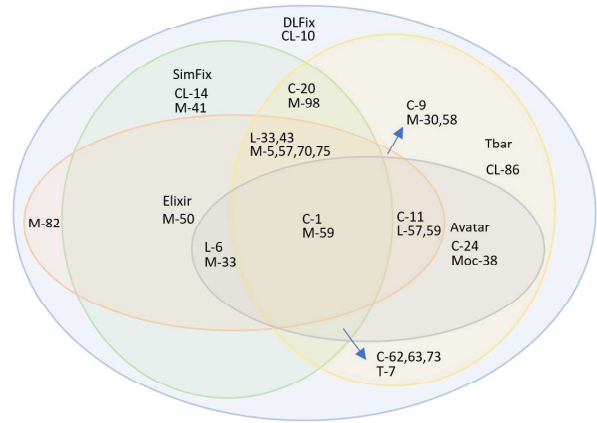 DLFix
CL-10
SimFix
CL-14
M-41
C-20
M-98
C-9
M-30,58
L-33,43
M-5,57,70,75
Tbar
CL-86
M-82
Elixir
M-50
C-1
M-59
C-11
L-57,59
Avatar
C-24
Moc-38
L-6
M-33
C-62,63,73
T-7